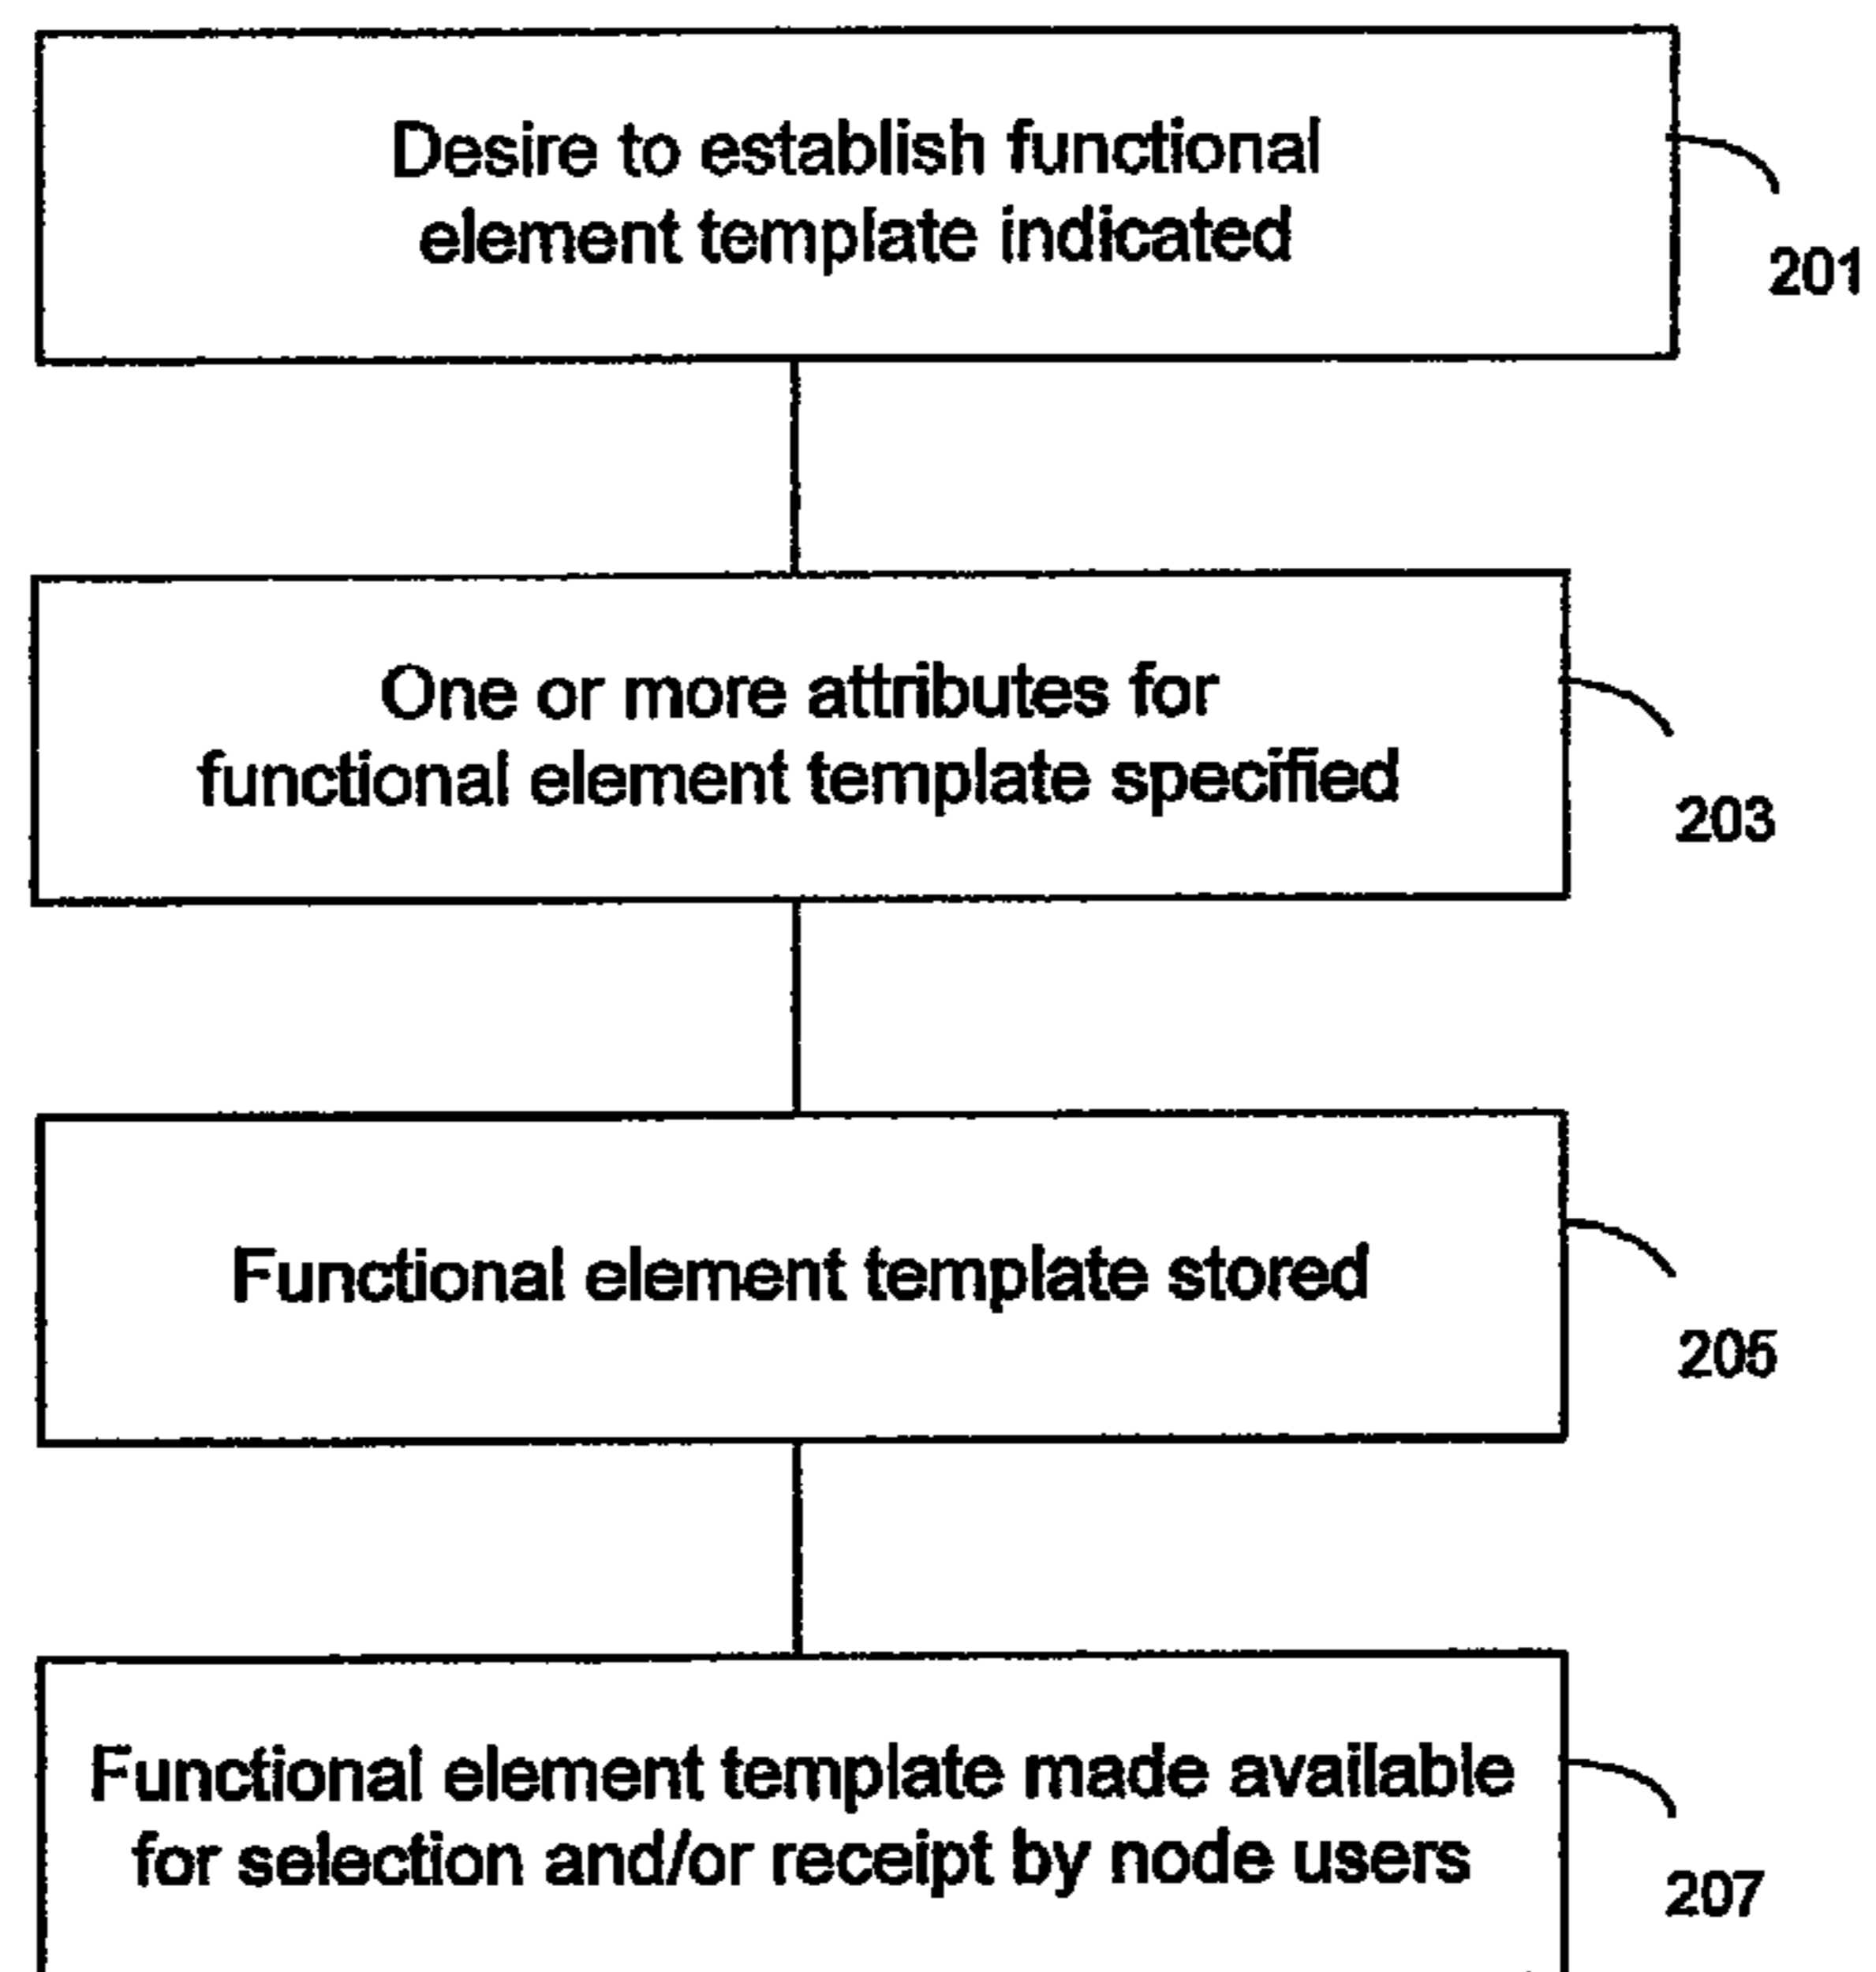 Desire to establish functional
element template indicated
201
One or more attributes for
functional element template specified
203
Functional element template stored
205
Functional element template made available
for selection and/or receipt by node users
207